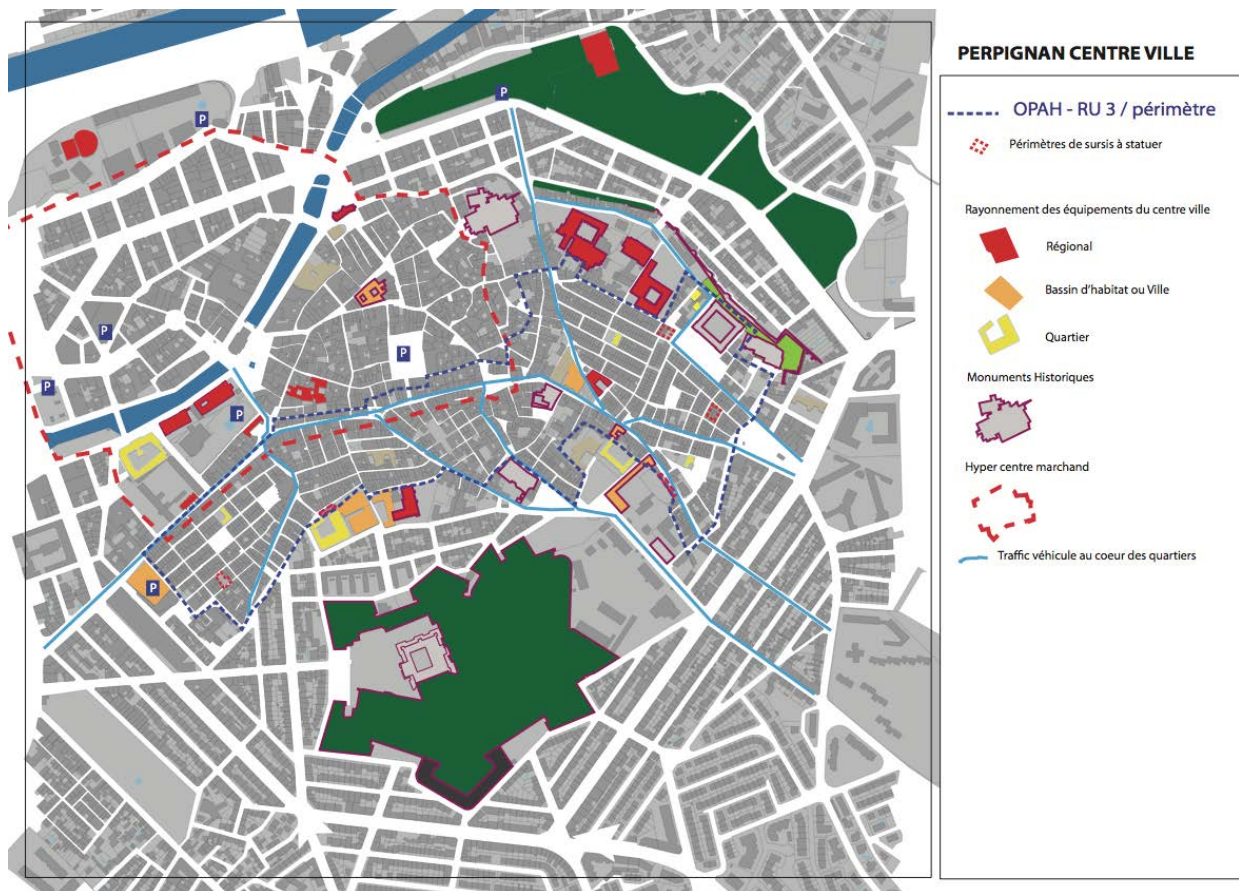 PERPIGNAN CENTRE VILLE
OPAH - RU 3 / périmètre
Périmètres de sursis à statuer
Rayonnement des équipements du centre ville
Régional
Bassin d'habitat ou Ville
Quartier
Monuments Historiques
Hyper centre marchand
Traffic véhicule au coeur des quartiers
P
P
P
P
P
P
P